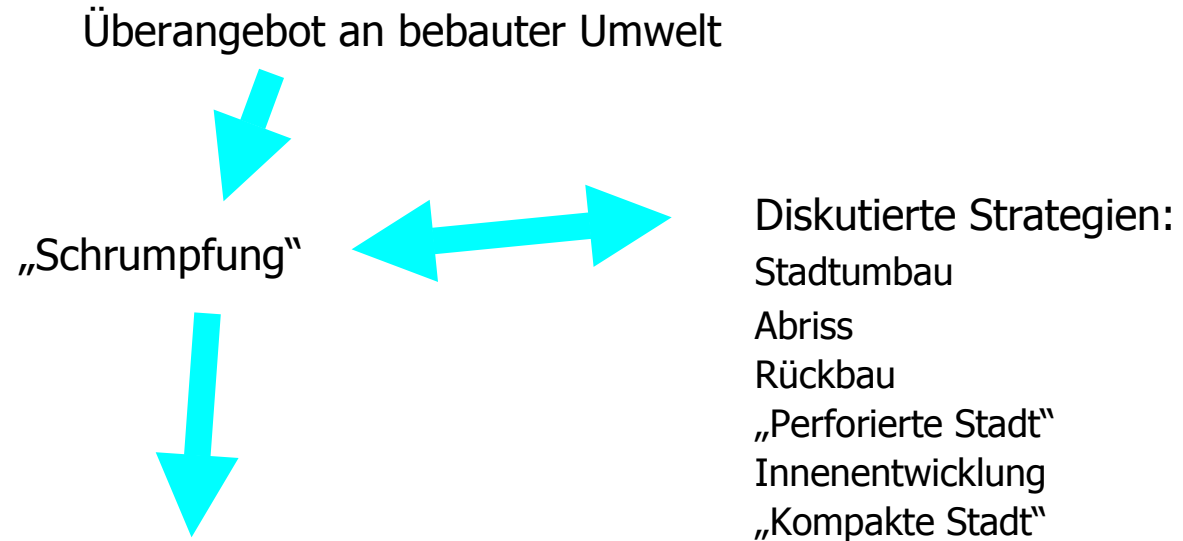 Überangebot an bebauter Umwelt
„Schrumpfung“
Diskutierte Strategien:
Stadtumbau
Abriss
Rückbau
„Perforierte Stadt“
Innenentwicklung
„Kompakte Stadt“